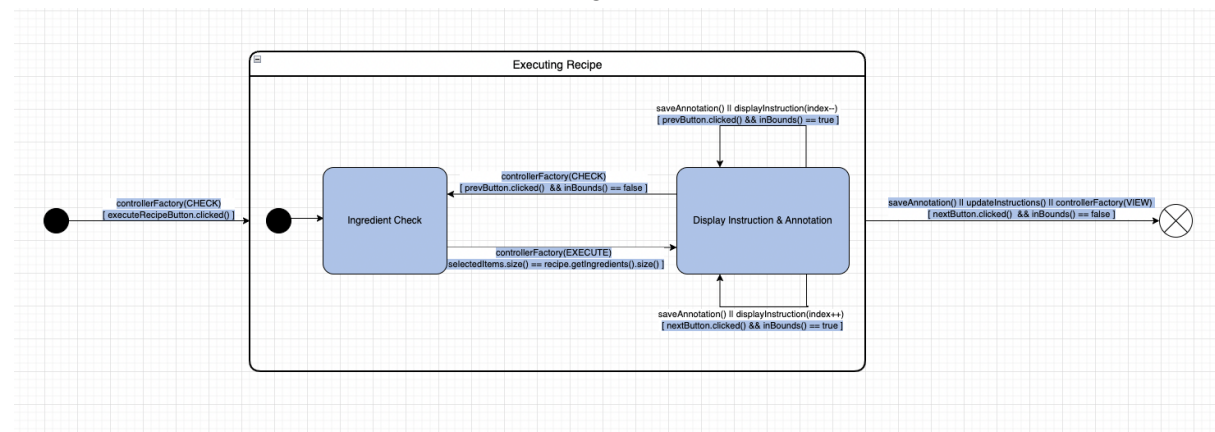 Executing Recipe
saveAnnotation() || displayInstruction(index--)
[ prevButton.clicked() && inBounds() == true ]
controllerFactory(CHECK)
[ prevButton.clicked()  && inBounds() == false ]
controllerFactory(CHECK)
[ executeRecipeButton.clicked() ]
Ingredient Check
Display Instruction & Annotation
saveAnnotation() || updateInstructions() || controllerFactory(VIEW)
[ nextButton.clicked()  && inBounds() == false ]
controllerFactory(EXECUTE)
selectedItems.size() == recipe.getIngredients().size() ]
saveAnnotation() || displayInstruction(index++)
[ nextButton.clicked() && inBounds() == true ]